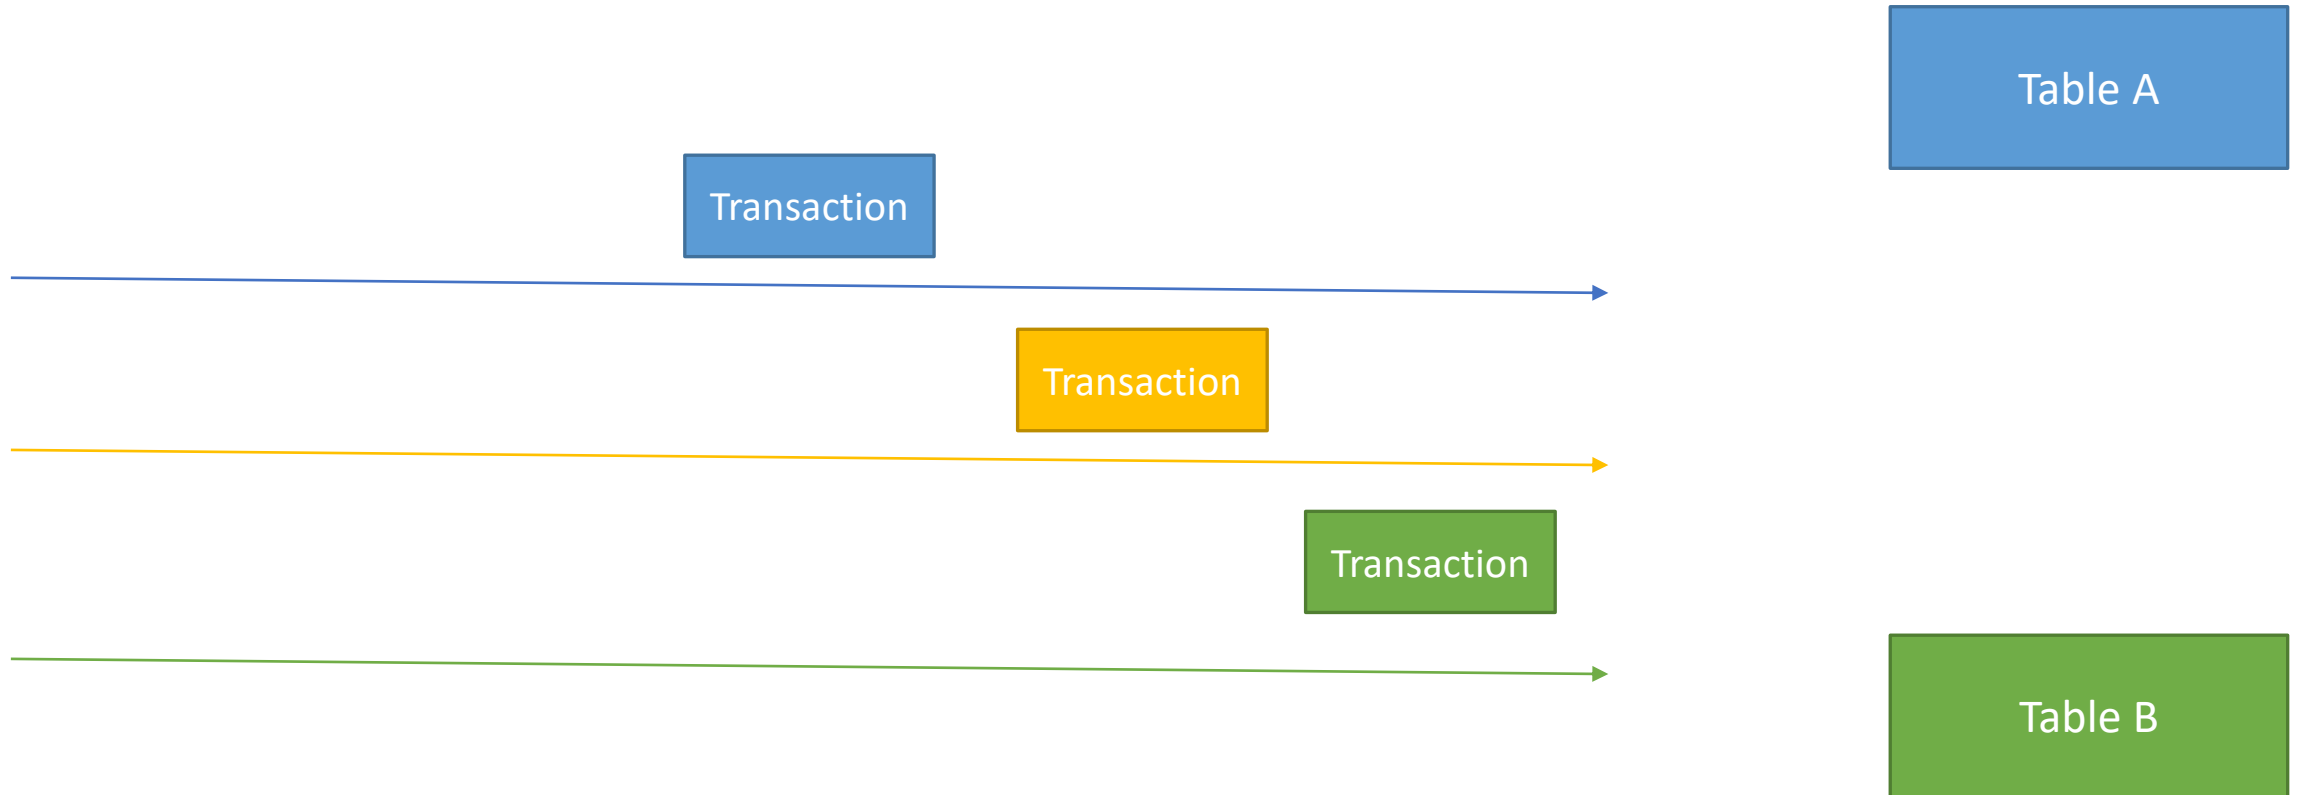 Table A
Transaction
Transaction
Transaction
Table B